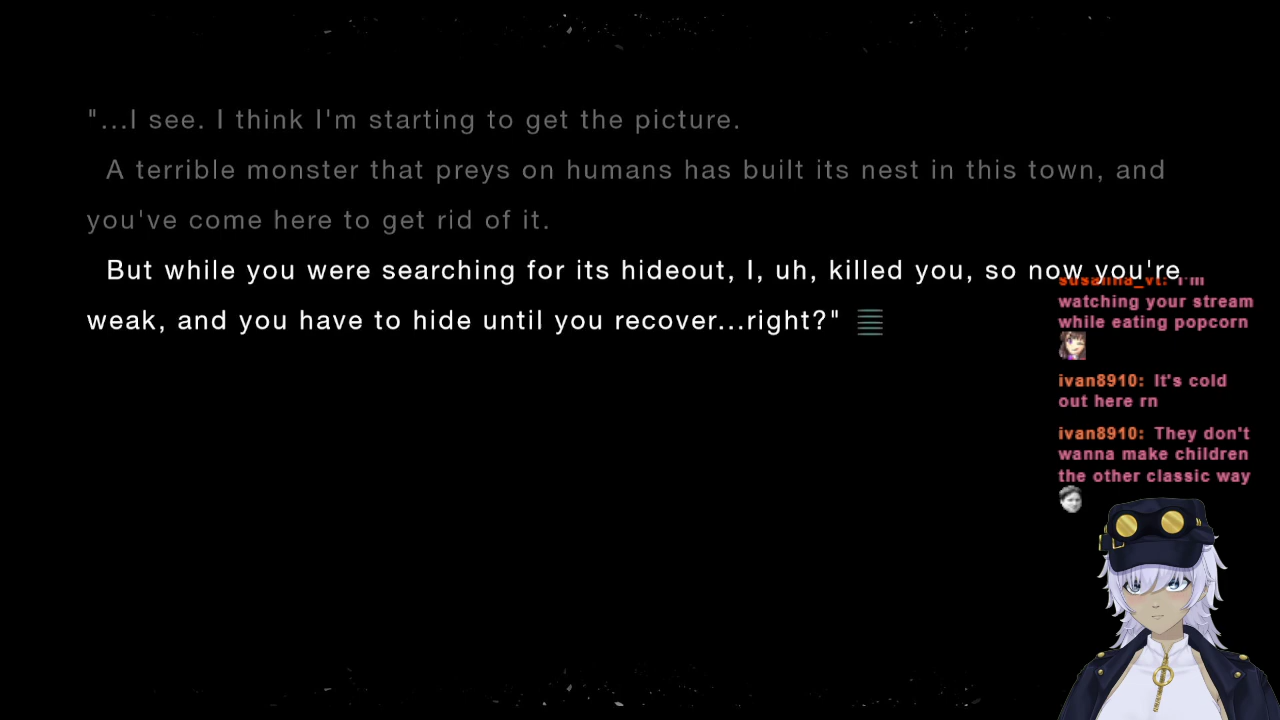 "...I see. I think I'm starting to get the picture.
A terrible monster that preys on humans has built its nest in this town, and
you've come here to get rid of it.
But while you were searching for its hideout, I, uh, killed you, so now you're
weak, and you have to hide until you recover...right?"
susanna_vt: I'm
watching your stream
while eating popcorn
ivan8910: It's cold
out here rn
ivan8910: They don't
wanna make children
the other classic way